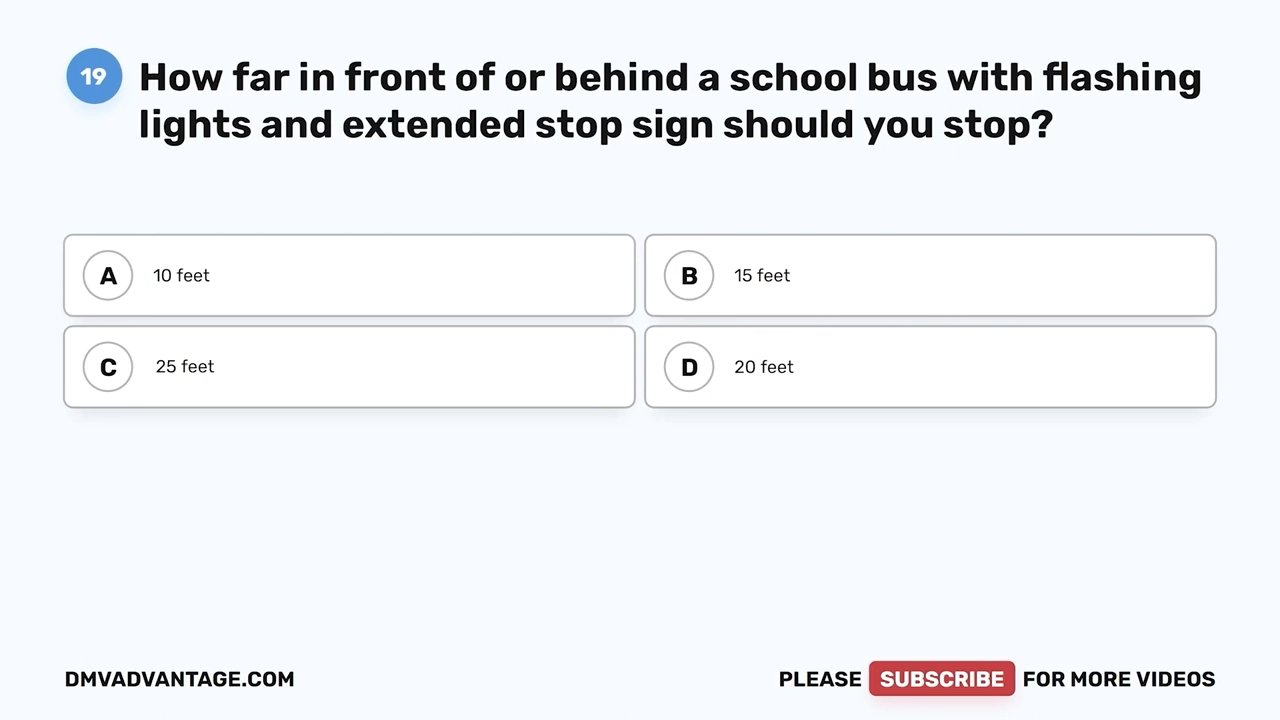 19
How far in front of or behind a school bus with flashing
lights and extended stop sign should you stop?
A
10 feet
B
15 feet
C
25 feet
D
20 feet
DMVADVANTAGE.COM
PLEASE SUBSCRIBE FOR MORE VIDEOS